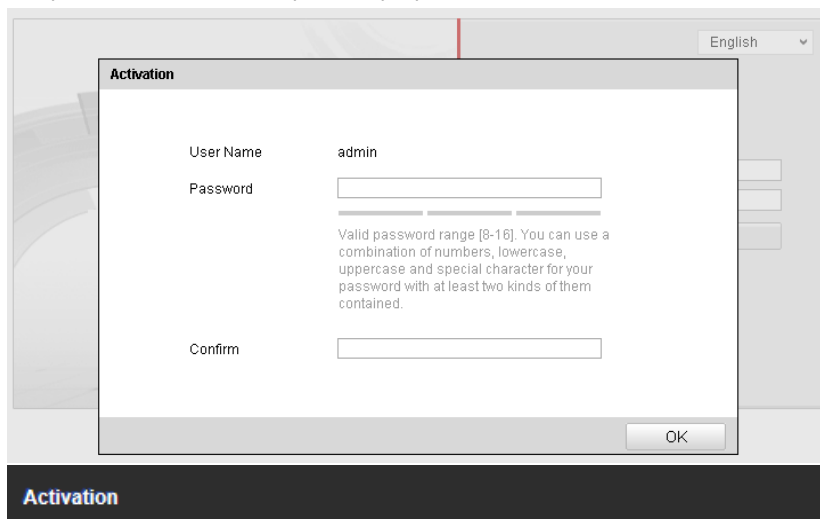 English
Activation
User Name admin
Password
Valid password range [8-16]. You can use a
combination of numbers, lowercase,
uppercase and special character for your
password with at least two kinds of them
contained.
Confirm
OK
Activation